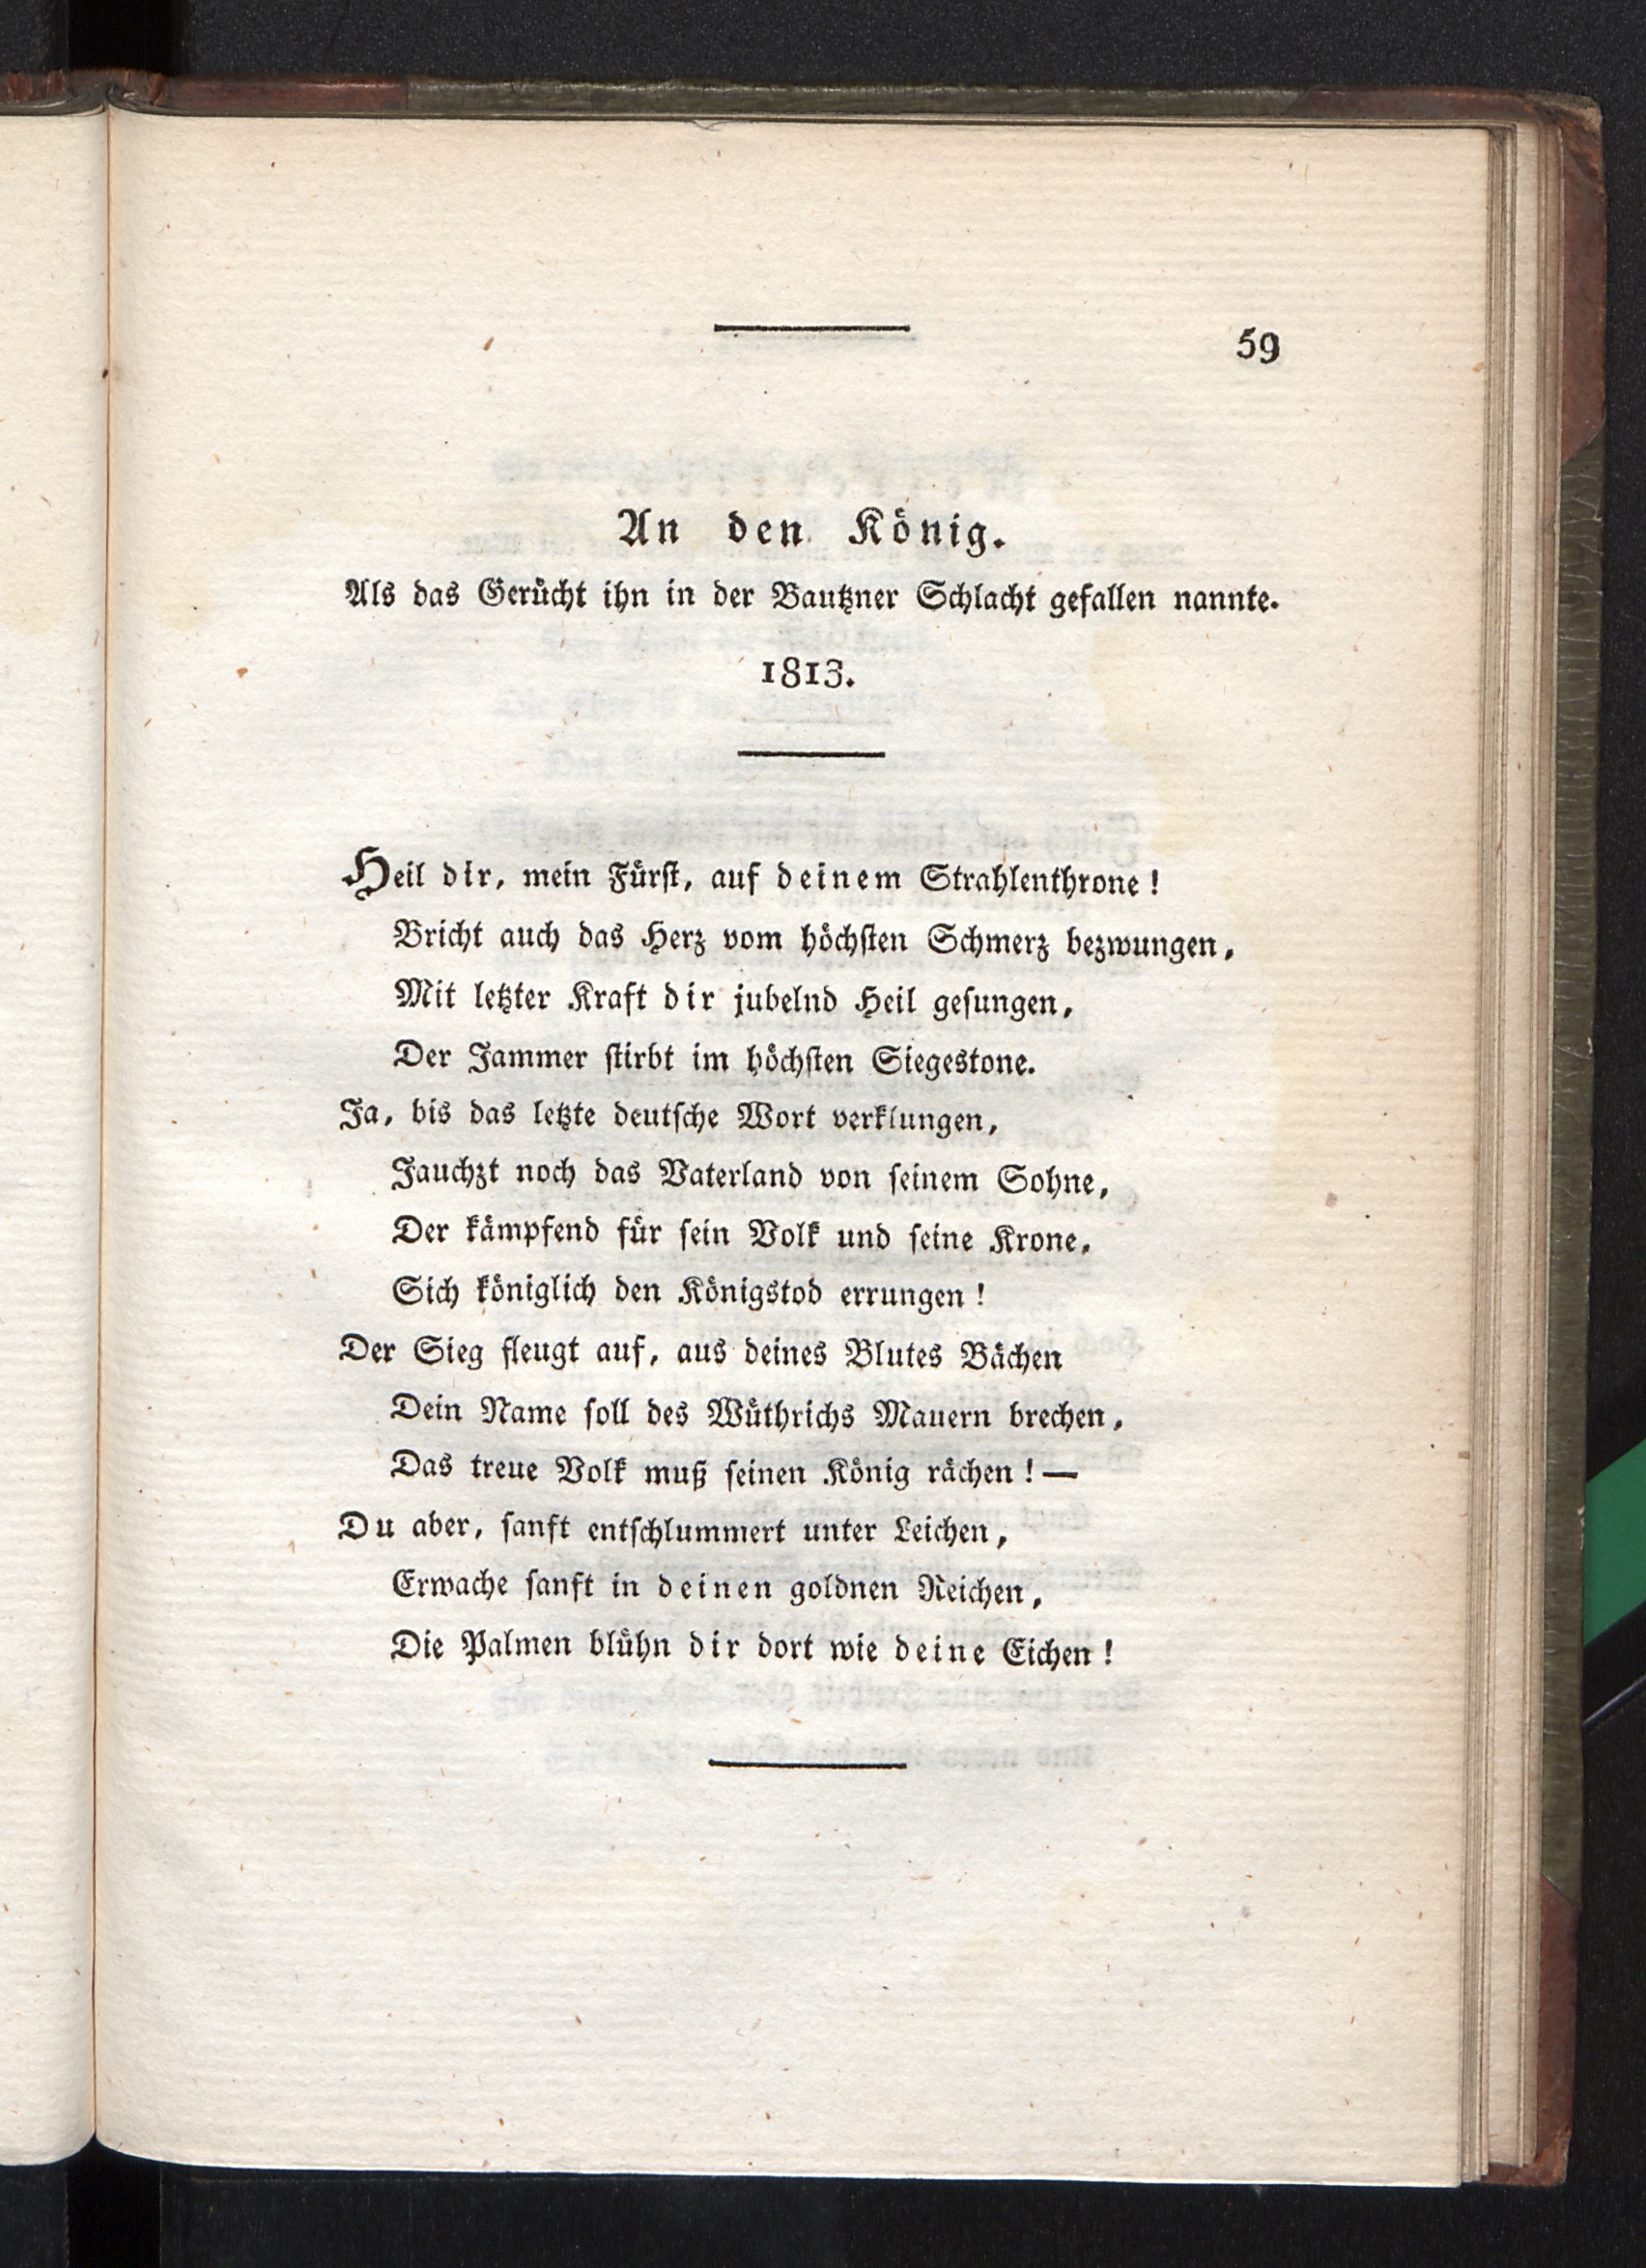 59
An den König.
Als das Gerücht ihn in der Bautzner Schlacht gefallen nannte.
1813.
Heil dir, mein Fürſt, auf deinem Strahlenthrone!
Bricht auch das Herz vom höchſten Schmerz bezwungen,
Mit letzter Kraft dir jubelnd Heil geſungen,
Der Jammer ſtirbt im höchſten Siegestone.
Ja, bis das letzte deutſche Wort verklungen,
Jauchzt noch das Vaterland von ſeinem Sohne,
Der kämpfend für ſein Volk und ſeine Krone,
Sich königlich den Königstod errungen!
Der Sieg fleugt auf, aus deines Blutes Bächen
Dein Name ſoll des Wüthrichs Mauern brechen,
Das treue Volk muß ſeinen König rächen! —
Du aber, ſanft entſchlummert unter Leichen,
Erwache ſanft in deinen goldnen Reichen,
Die Palmen blühn dir dort wie deine Eichen!